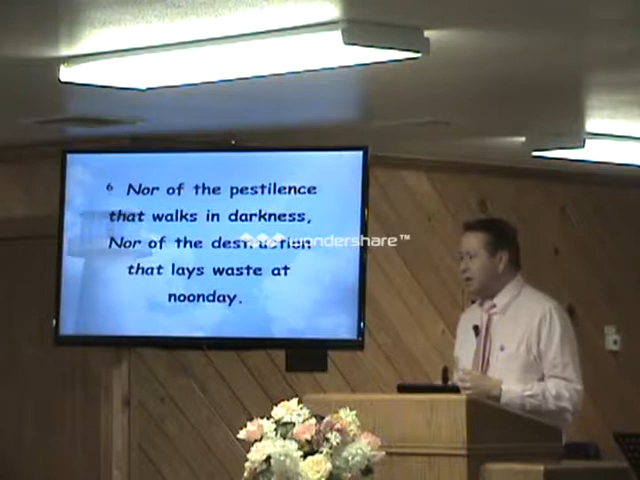 6 Nor of the pestilence
that walks in darkness,
Nor of the destruction
wondershare™
that lays waste at
noonday.